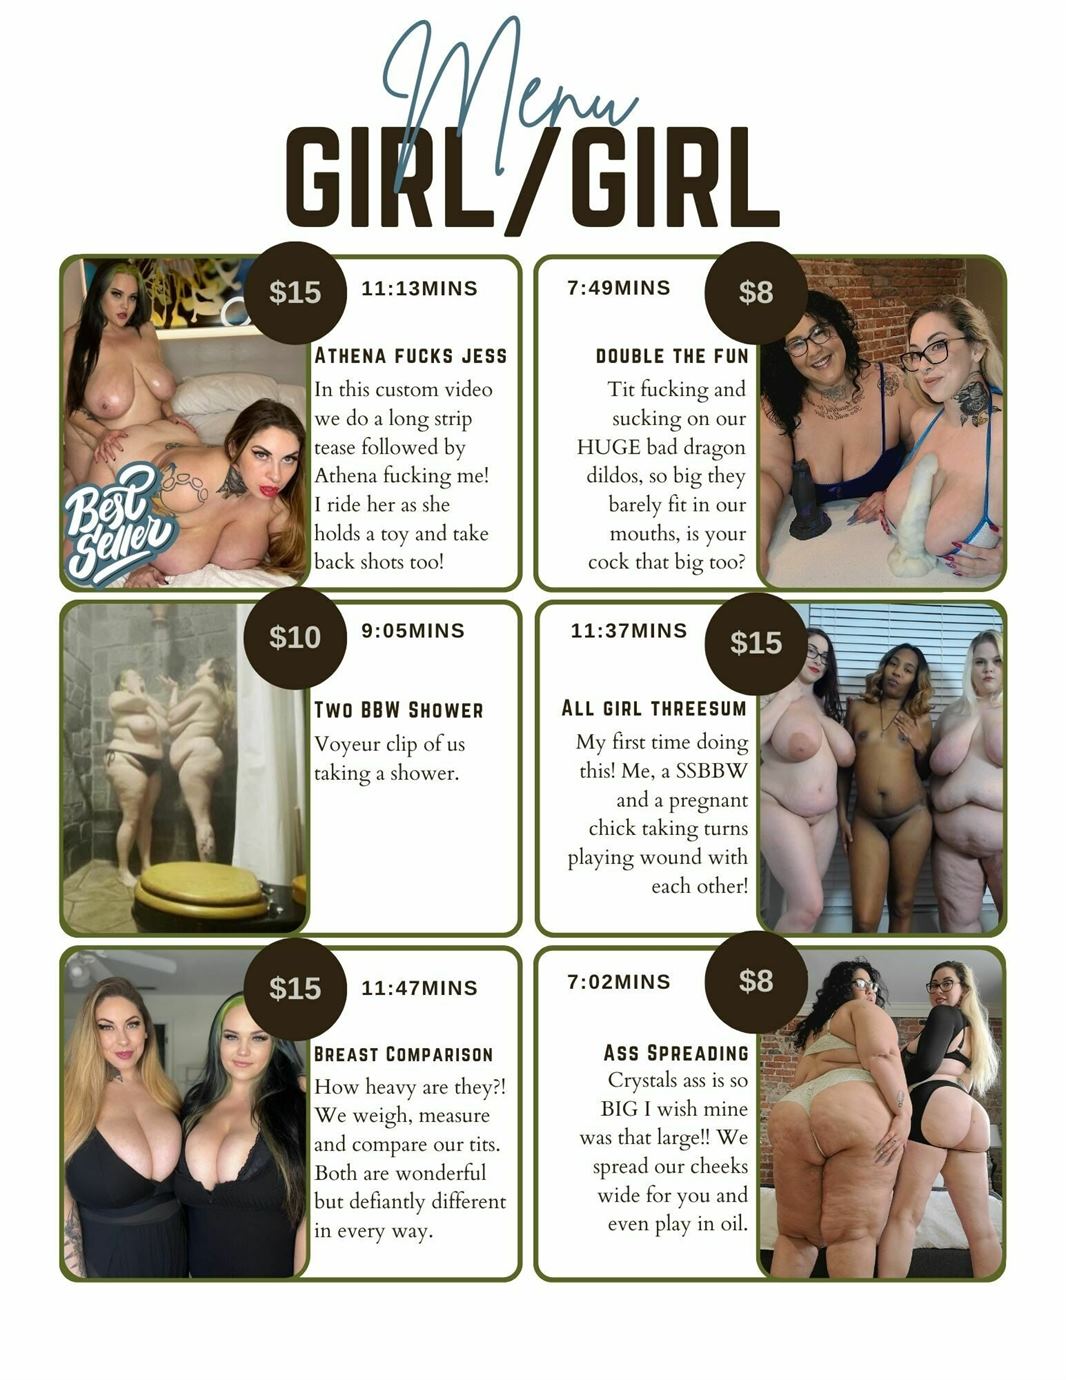 Menu
GIRL/GIRL
$15
11:13MINS
ATHENA FUCKS JESS
In this custom video
we do a long strip
tease followed by
Athena fucking me!
I ride her as she
holds a toy and take
back shots too!
Best
Seller
7:49MINS
$8
DOUBLE THE FUN
Tit fucking and
sucking on our
HUGE bad dragon
dildos, so big they
barely fit in our
mouths, is your
cock that big too?
$10
9:05MINS
TWO BBW SHOWER
Voyeur clip of us
taking a shower.
11:37MINS
$15
ALL GIRL THREESUM
My first time doing
this! Me, a SSBBW
and a pregnant
chick taking turns
playing wound with
each other!
$15
11:47MINS
BREAST COMPARISON
How heavy are they?!
We weigh, measure
and compare our tits.
Both are wonderful
but defiantly different
in every way.
7:02MINS
$8
ASS SPREADING
Crystals ass is so
BIG I wish mine
was that large!! We
spread our cheeks
wide for you and
even play in oil.